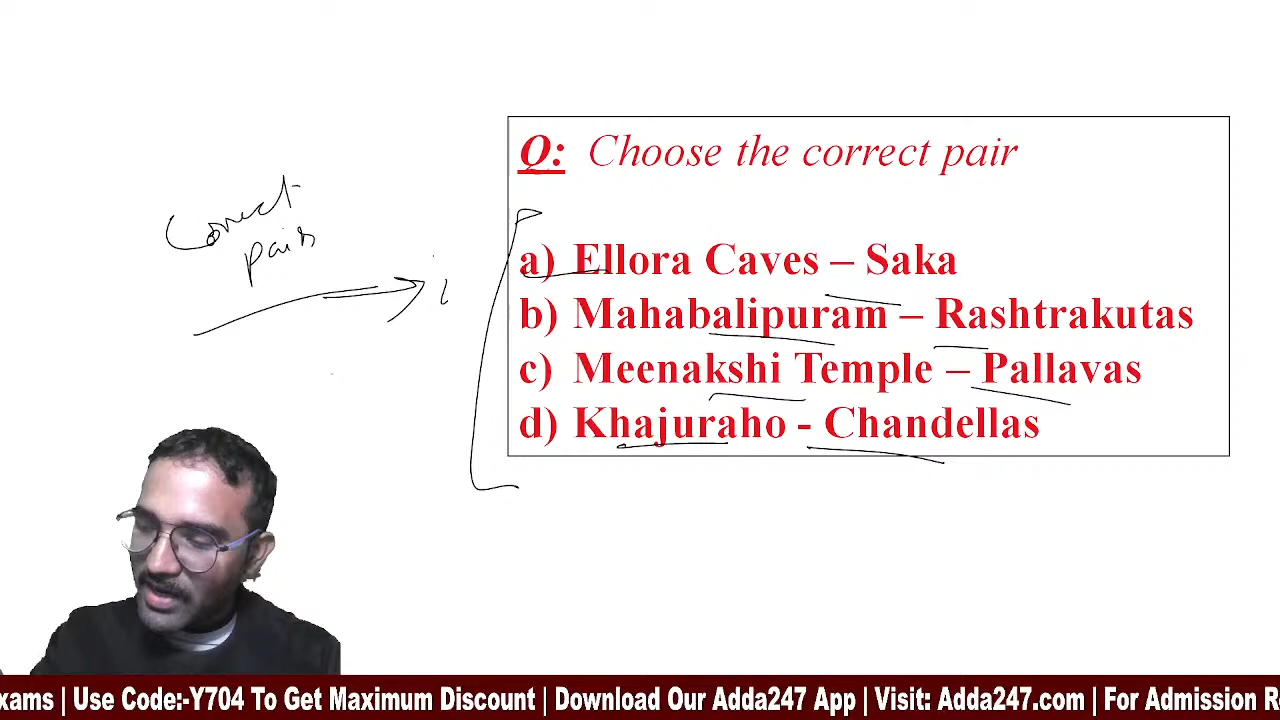 Q: Choose the correct pair
Correct
pair
a) Ellora Caves – Saka
b) Mahabalipuram – Rashtrakutas
c) Meenakshi Temple – Pallavas
d) Khajuraho - Chandellas
xams | Use Code:-Y704 To Get Maximum Discount | Download Our Adda247 App | Visit: Adda247.com | For Admission R